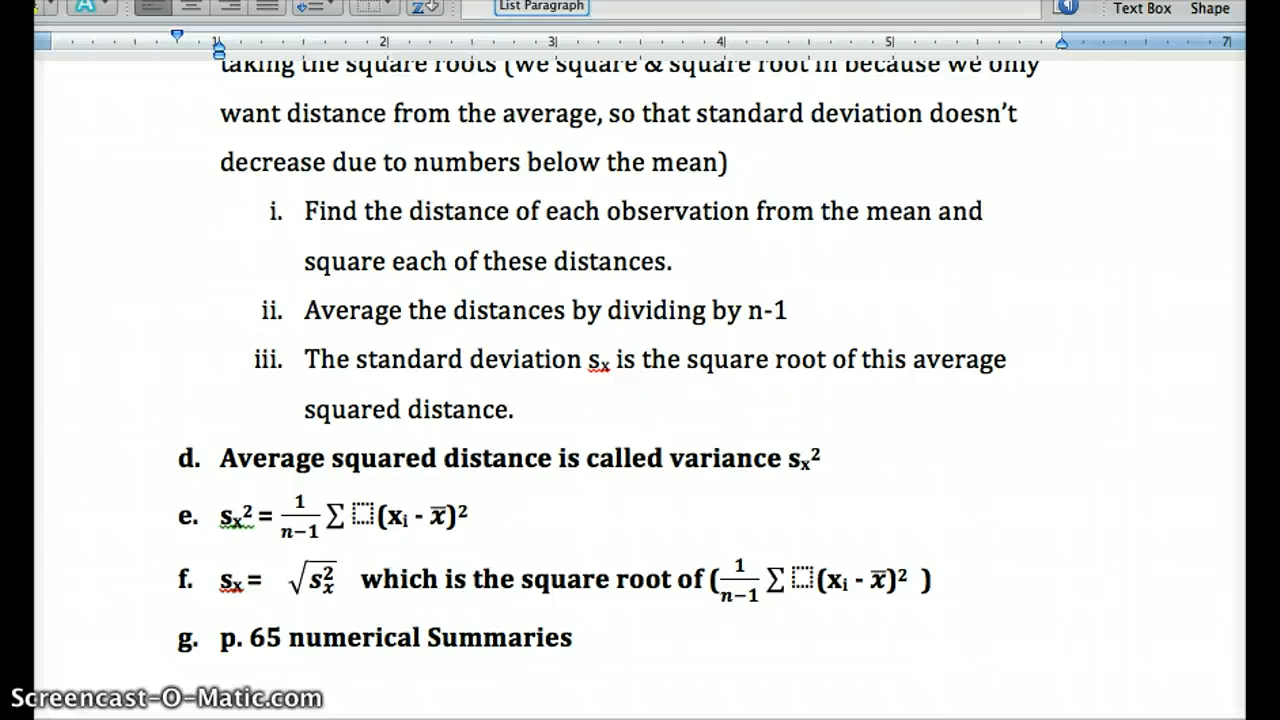 List Paragraph
Text Box Shape
1 2 3 4 5 7
taking the square roots (we square & square root in because we only
want distance from the average, so that standard deviation doesn’t
decrease due to numbers below the mean)
i. Find the distance of each observation from the mean and
square each of these distances.
ii. Average the distances by dividing by n-1
iii. The standard deviation sₓ is the square root of this average
squared distance.
d. Average squared distance is called variance sₓ²
e. sₓ² = 1/(n−1) ∑ ⬚(xᵢ - x̅)²
f. sₓ = √sₓ² which is the square root of (1/(n−1) ∑ ⬚(xᵢ - x̅)² )
g. p. 65 numerical Summaries
Screencast-O-Matic.com